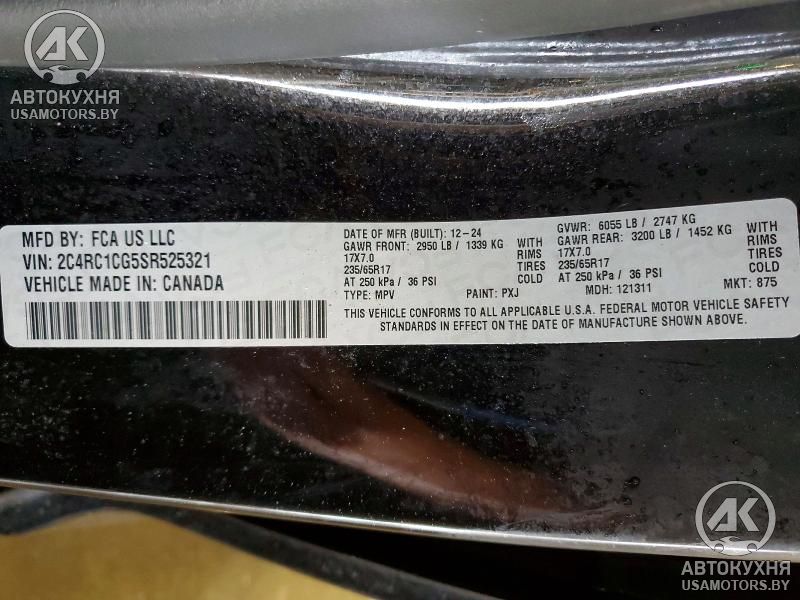 АК
АВТОКУХНЯ
USAMOTORS.BY
MFD BY: FCA US LLC
VIN: 2C4RC1CG5SR525321
VEHICLE MADE IN: CANADA
DATE OF MFR (BUILT): 12-24 GVWR: 6055 LB / 2747 KG
GAWR FRONT: 2950 LB / 1339 KG WITH GAWR REAR: 3200 LB / 1452 KG WITH
17X7.0 RIMS 17X7.0 RIMS
235/65R17 TIRES 235/65R17 TIRES
AT 250 kPa / 36 PSI COLD AT 250 kPa / 36 PSI COLD
TYPE: MPV PAINT: PXJ MDH: 121311 MKT: 875
THIS VEHICLE CONFORMS TO ALL APPLICABLE U.S.A. FEDERAL MOTOR VEHICLE SAFETY
STANDARDS IN EFFECT ON THE DATE OF MANUFACTURE SHOWN ABOVE.
АК
АВТОКУХНЯ
USAMOTORS.BY